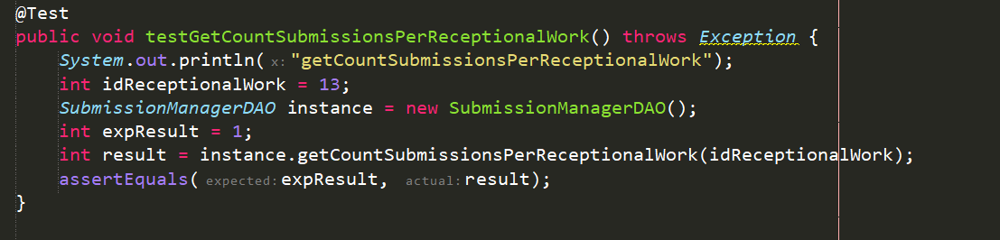 @Test
public void testGetCountSubmissionsPerReceptionalWork() throws Exception {
    System.out.println( x: "getCountSubmissionsPerReceptionalWork");
    int idReceptionalWork = 13;
    SubmissionManagerDAO instance = new SubmissionManagerDAO();
    int expResult = 1;
    int result = instance.getCountSubmissionsPerReceptionalWork(idReceptionalWork);
    assertEquals( expected: expResult,  actual: result);
}